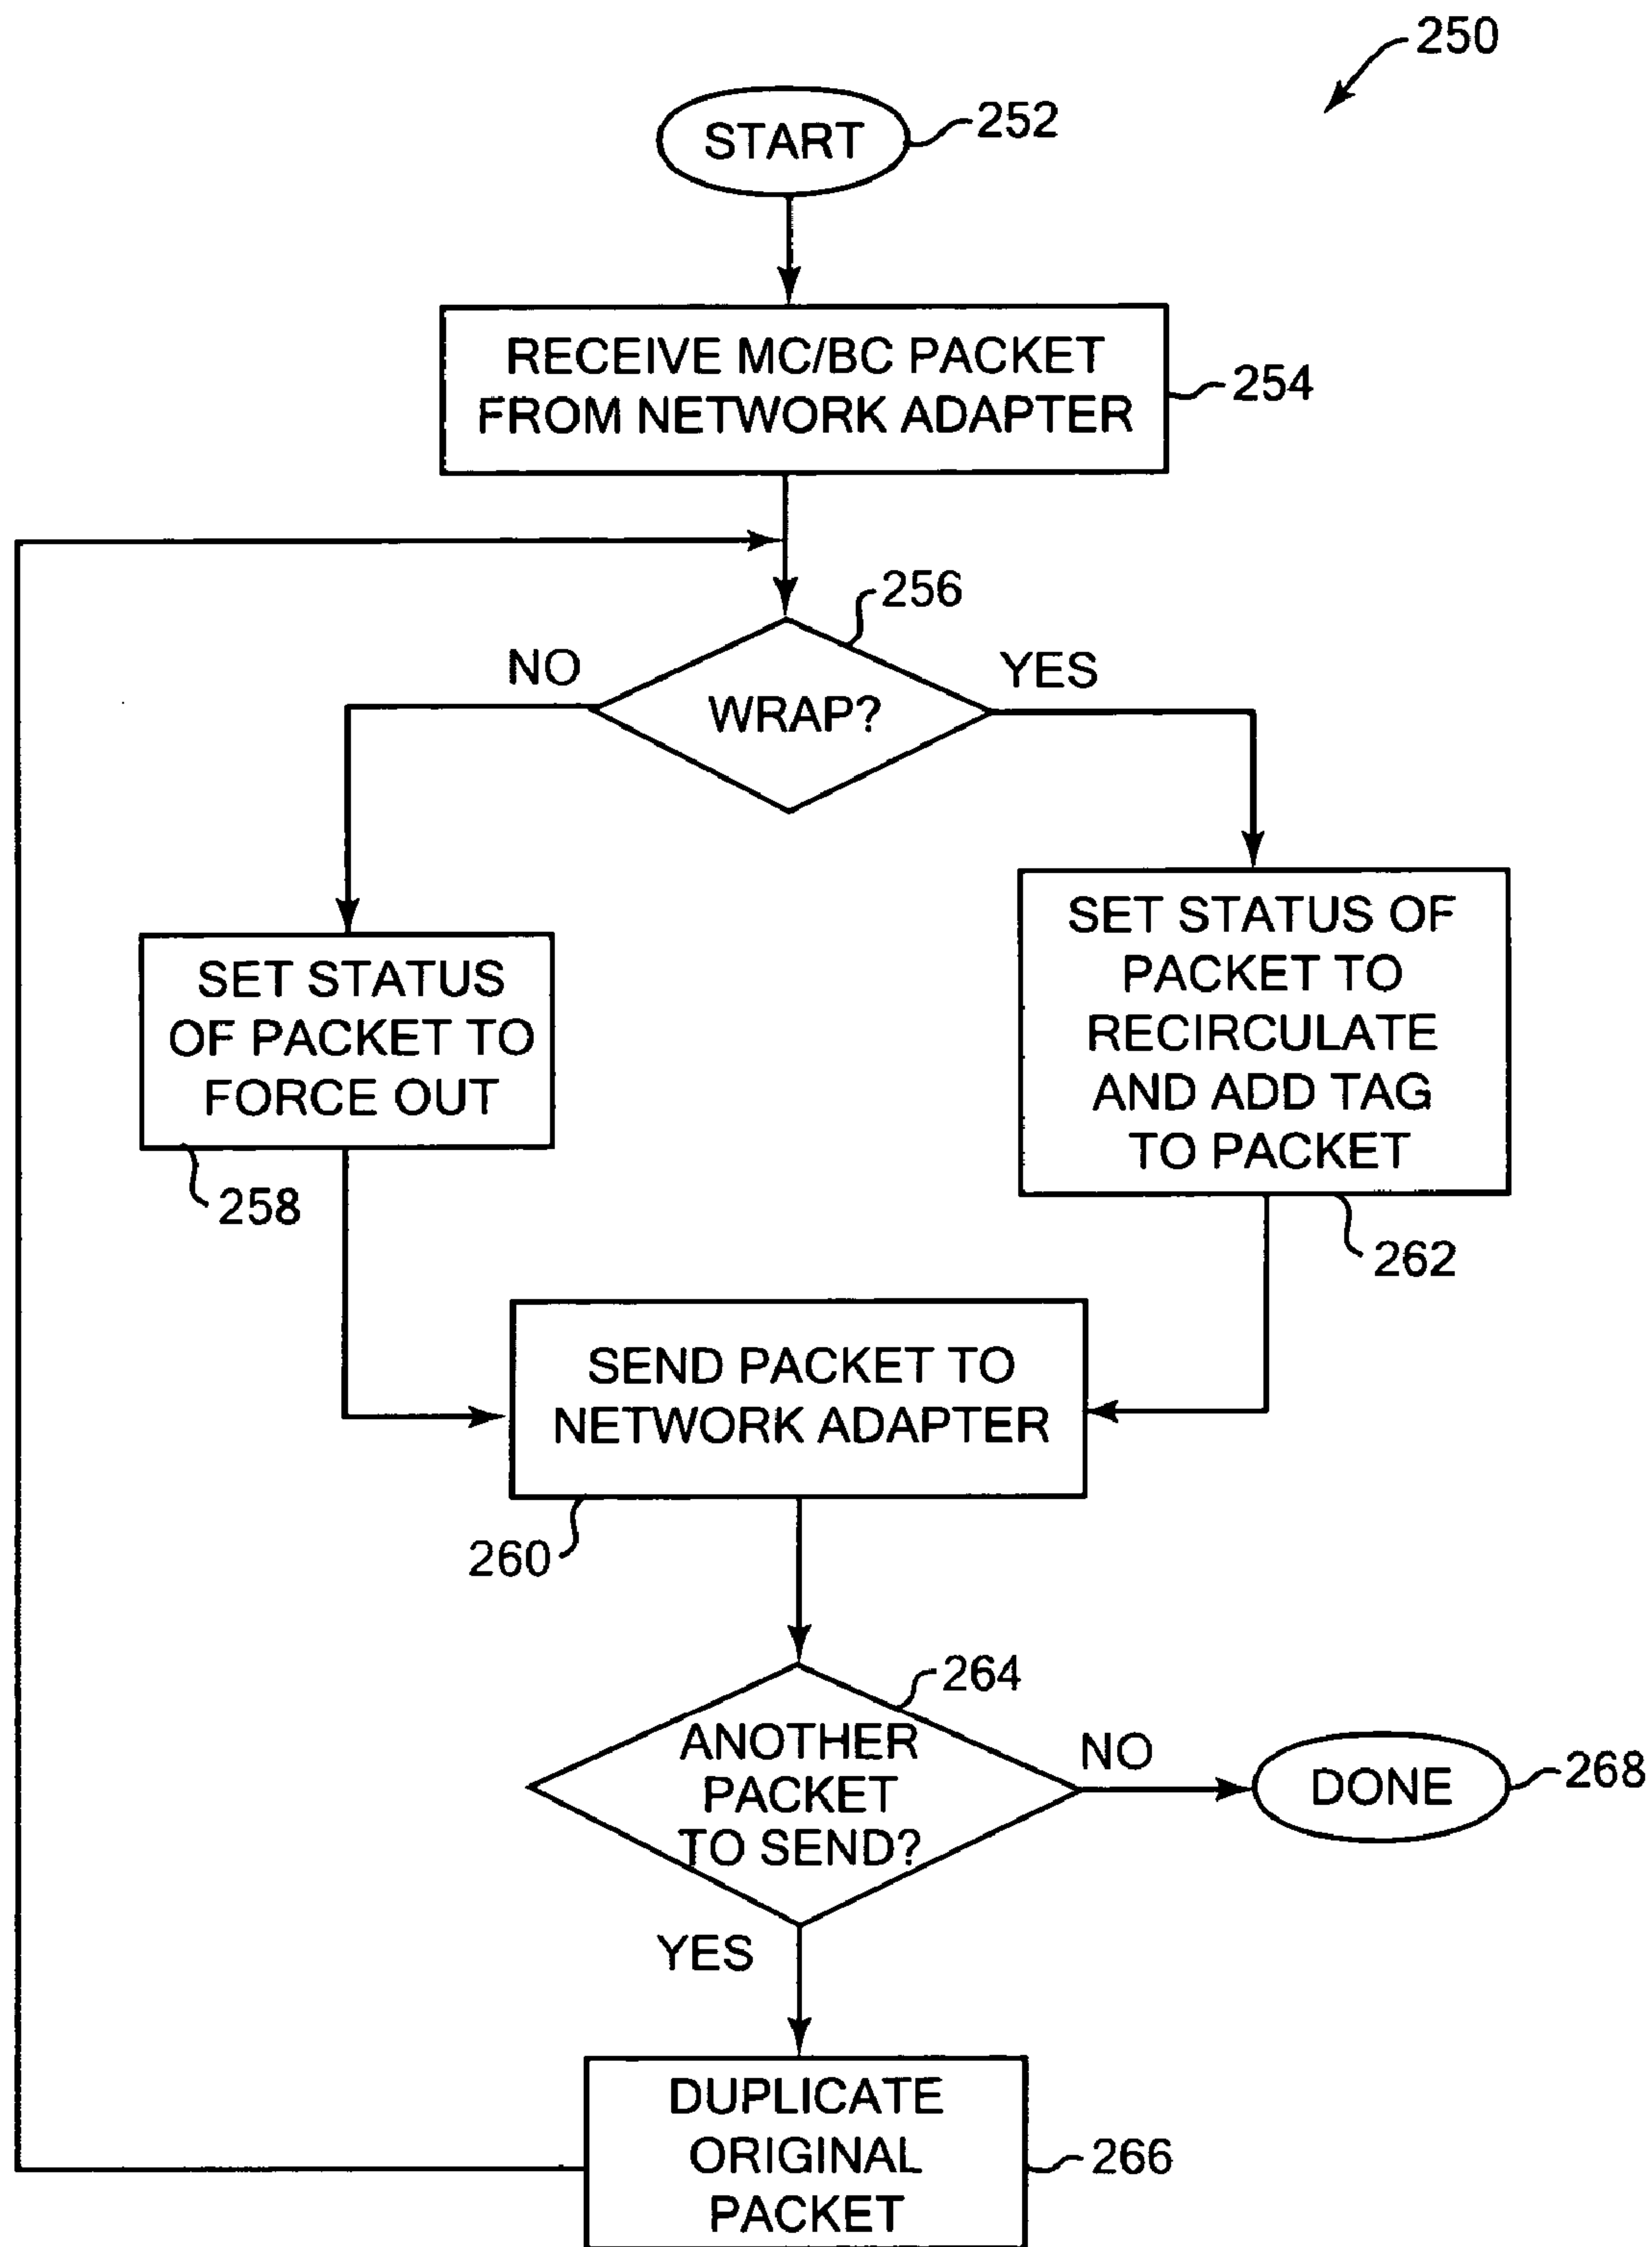 250
START
252
RECEIVE MC/BC PACKET
FROM NETWORK ADAPTER
254
256
NO
YES
WRAP?
SET STATUS
OF PACKET TO
FORCE OUT
258
SET STATUS OF
PACKET TO
RECIRCULATE
AND ADD TAG
TO PACKET
262
SEND PACKET TO
NETWORK ADAPTER
260
264
ANOTHER
PACKET
TO SEND?
NO
DONE
268
YES
DUPLICATE
ORIGINAL
PACKET
266